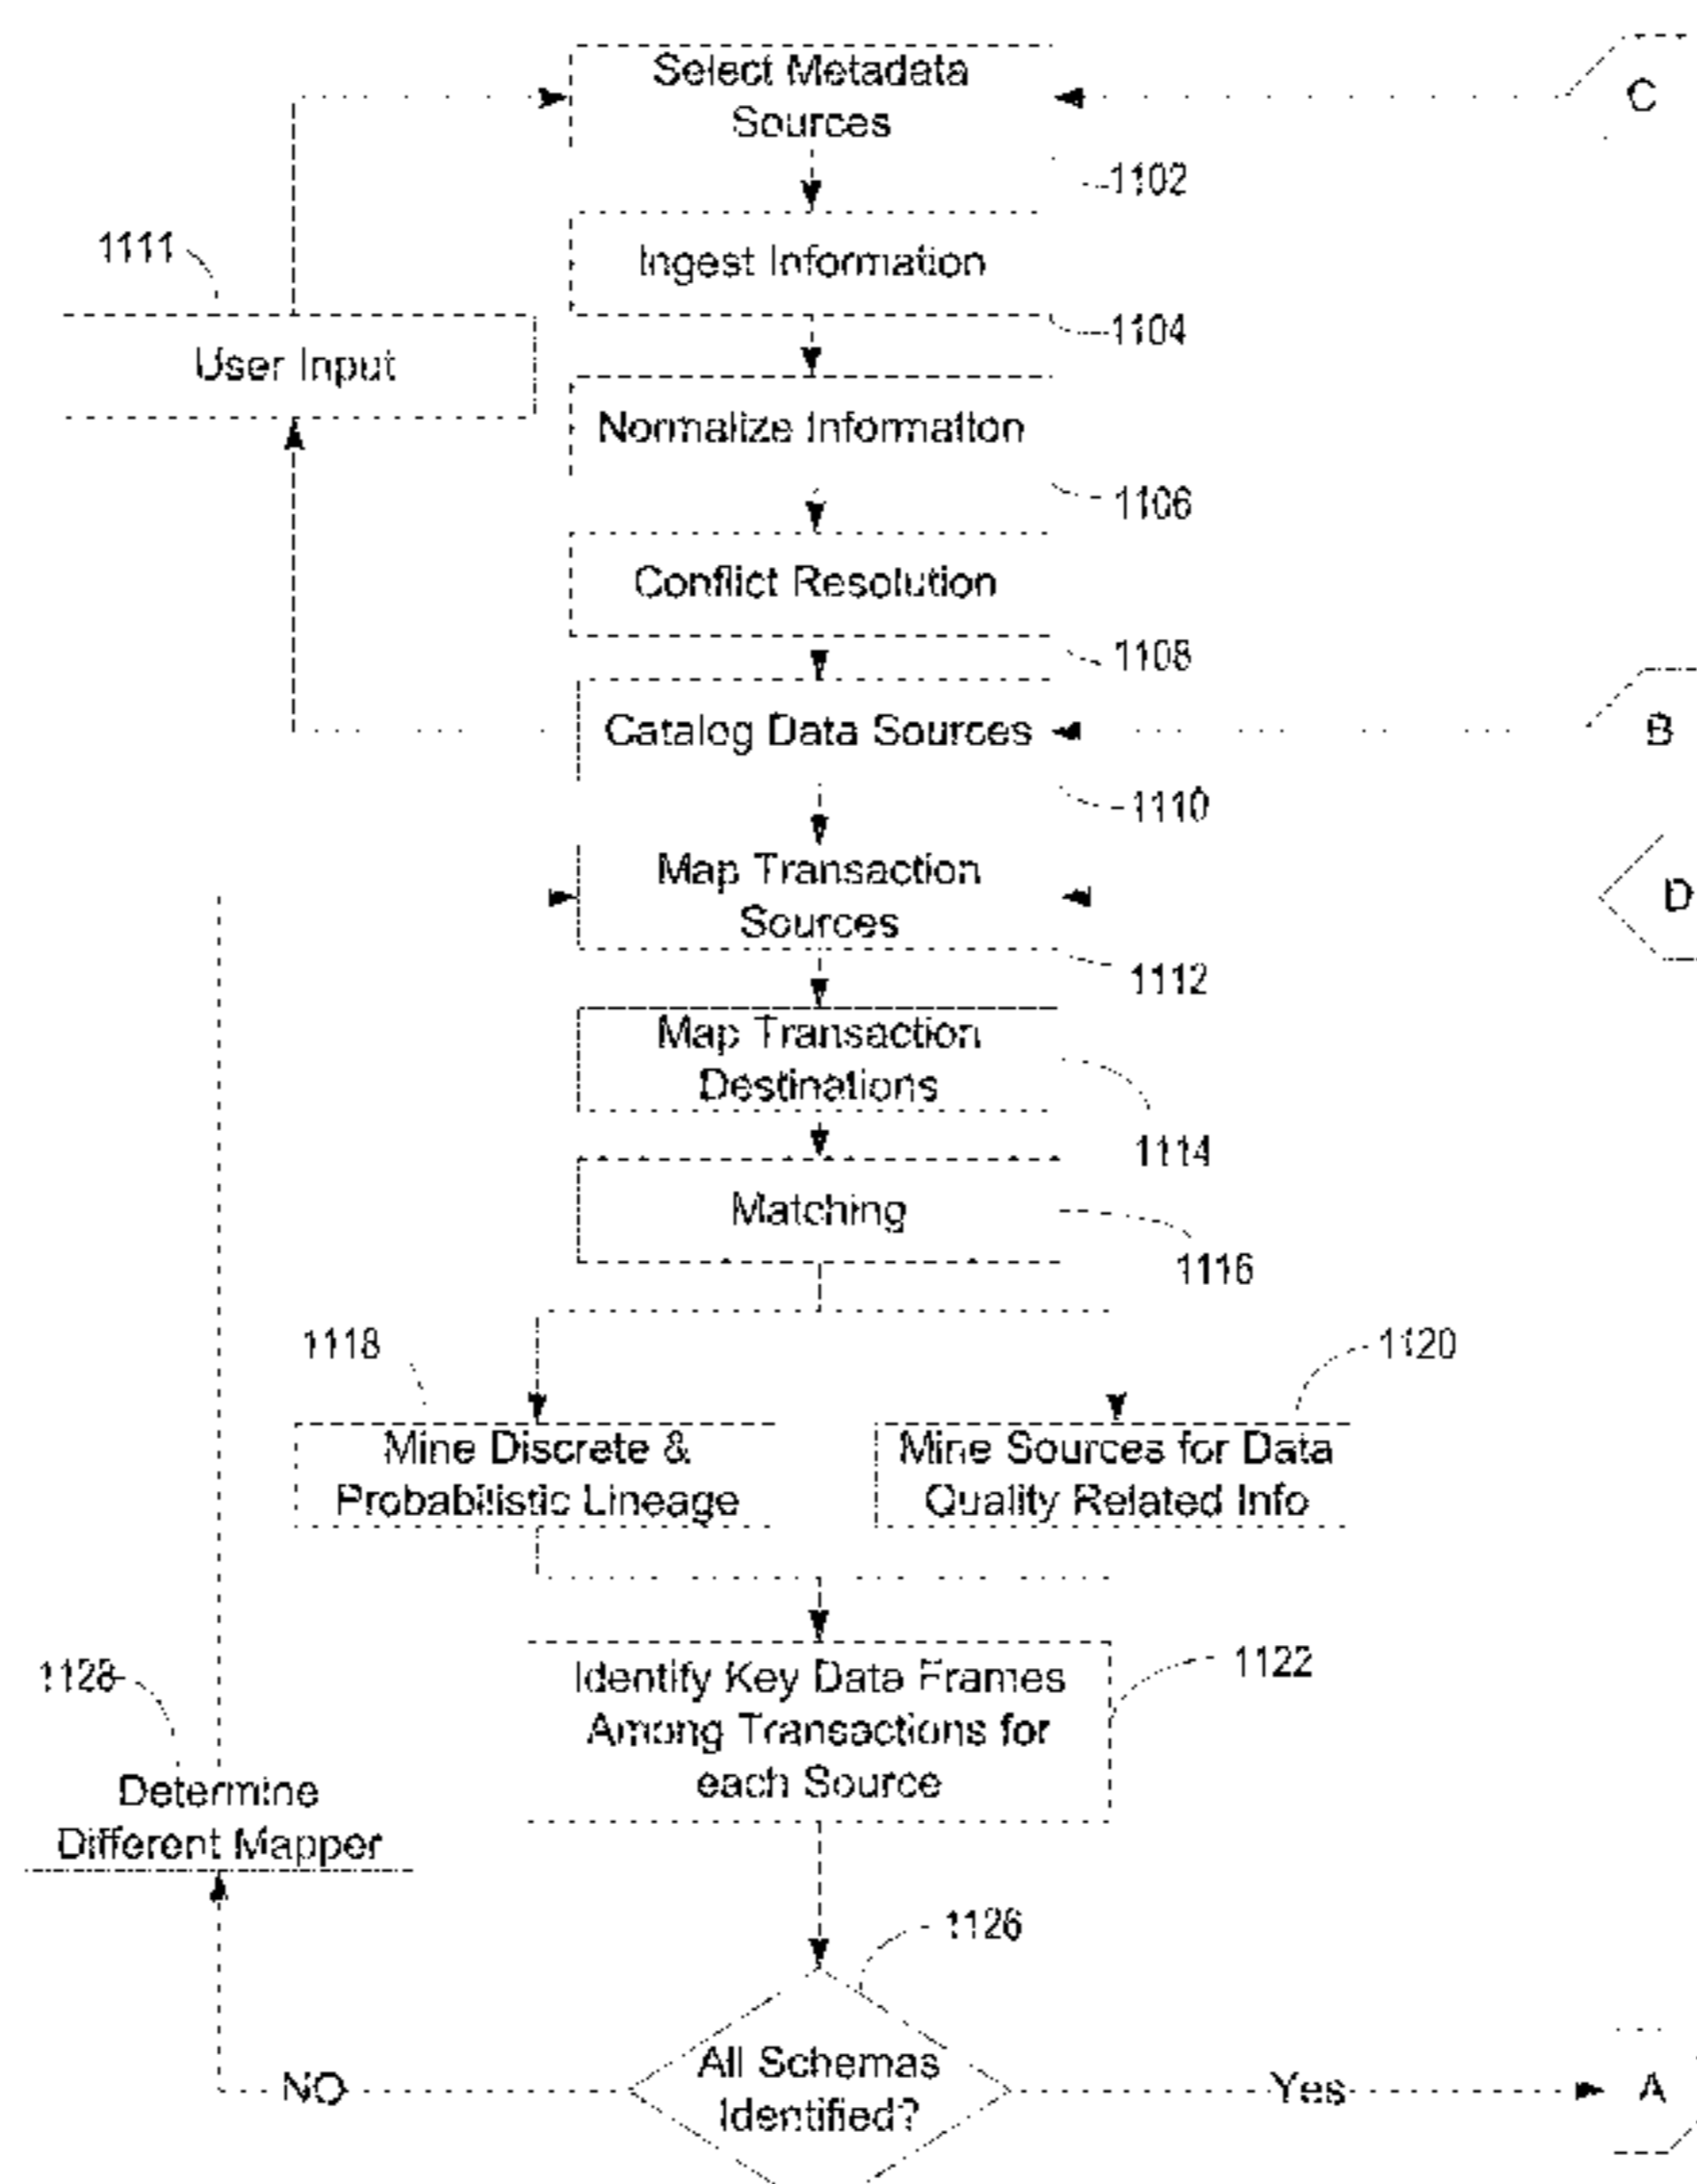 Select Metadata
Sources
C
1102
1111
Ingest Information
1104
User Input
Normalize Information
1106
Conflict Resolution
1108
Catalog Data Sources
B
1110
Map Transaction
Sources
D
1112
Map Transaction
Destinations
1114
Matching
1116
1118
1120
Mine Discrete &
Probabilistic Lineage
Mine Sources for Data
Quality Related Info
1122
Identify Key Data Frames
Among Transactions for
each Source
1128
Determine
Different Mapper
1126
All Schemas
Identified?
NO
Yes
A